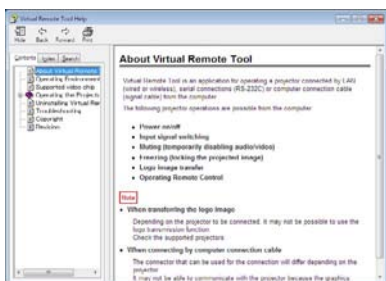 Virtual Remote Tool Help
Hide Back Forward Print
Contents Index Search
About Virtual Remote
Operating Environment
Supported video chip
Operating the Projecto
Uninstalling Virtual Rer
Troubleshooting
Copyright
Revision
About Virtual Remote Tool
Virtual Remote Tool is an application for operating a projector connected by LAN
(wired or wireless), serial connections (RS-232C) or computer connection cable
(signal cable) from the computer.
The following projector operations are possible from the computer
Power on/off
Input signal switching
Muting (temporarily disabling audio/video)
Freezing (locking the projected image)
Logo image transfer
Operating Remote Control
Note
When transferring the logo image
Depending on the projector to be connected, it may not be possible to use the
logo transmission function
Check the supported projectors
When connecting by computer connection cable
The connector that can be used for the connection will differ depending on the
projector
It may not be able to communicate with the projector because the graphics